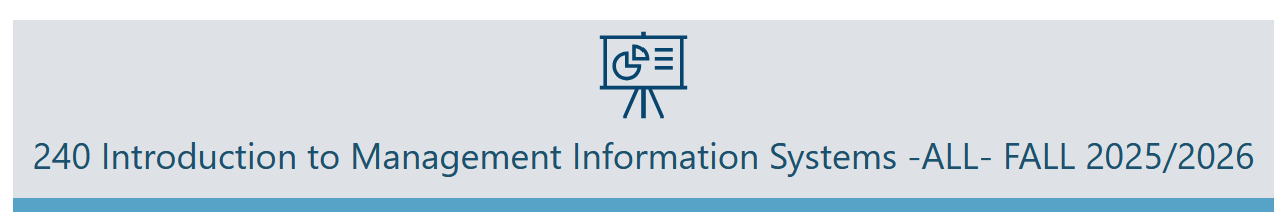 240 Introduction to Management Information Systems -ALL- FALL 2025/2026